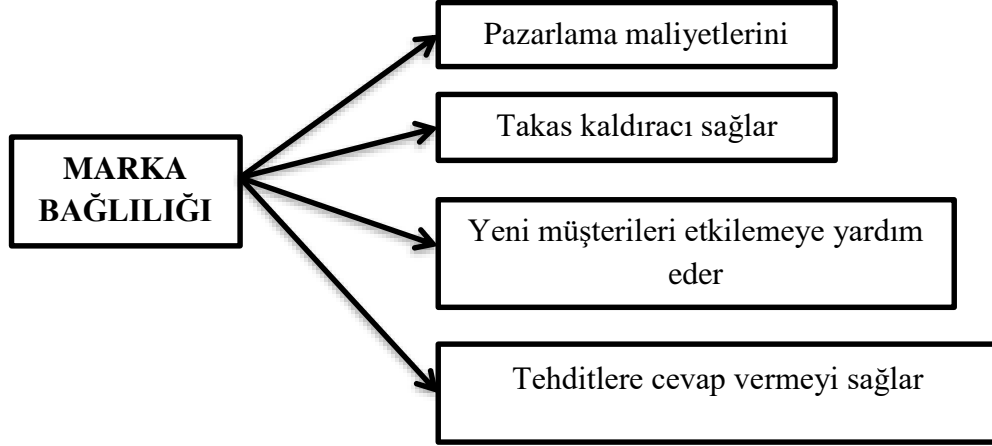 Pazarlama maliyetlerini
Takas kaldıracı sağlar
MARKA
BAĞLILIĞI
Yeni müşterileri etkilemeye yardım
eder
Tehditlere cevap vermeyi sağlar